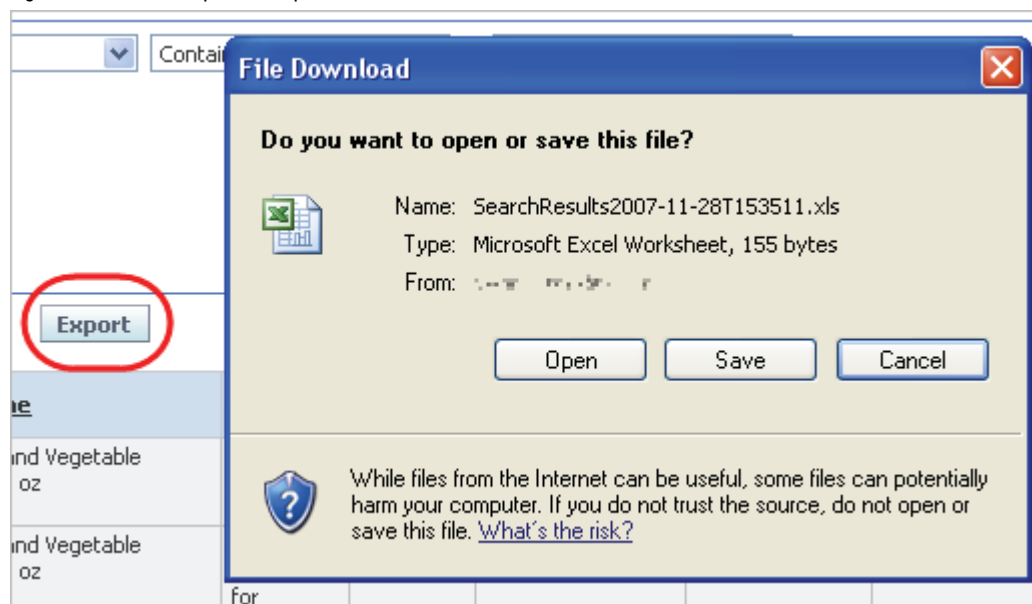 Contai
File Download
Do you want to open or save this file?
Name: SearchResults2007-11-28T153511.xls
Type: Microsoft Excel Worksheet, 155 bytes
From:
Export
Open Save Cancel
and Vegetable
oz
While files from the Internet can be useful, some files can potentially
harm your computer. If you do not trust the source, do not open or
save this file. What's the risk?
and Vegetable
oz
for